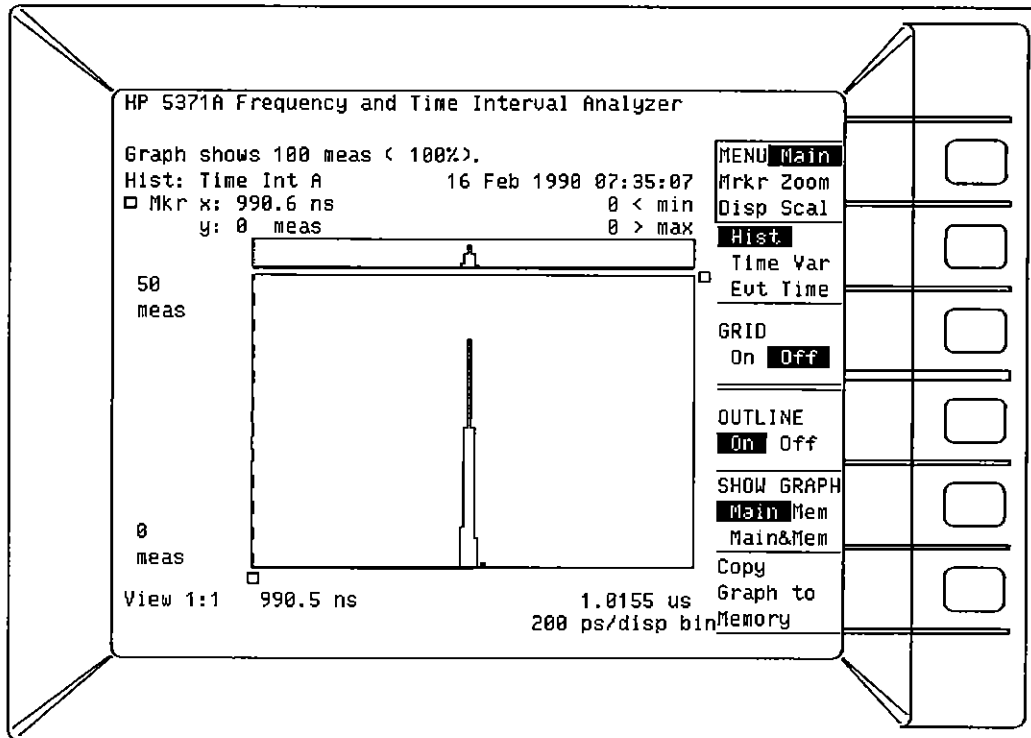 HP 5371A Frequency and Time Interval Analyzer
Graph shows 100 meas ( 100%).
Hist: Time Int A 16 Feb 1990 07:35:07
Mkr x: 990.6 ns 0 < min
y: 0 meas 0 > max
50
meas
0
meas
View 1:1 990.5 ns 1.0155 us
200 ps/disp bin
MENU Main
Mrkr Zoom
Disp Scal
Hist
Time Var
Evt Time
GRID
On Off
OUTLINE
On Off
SHOW GRAPH
Main Mem
Main&Mem
Copy
Graph to
Memory